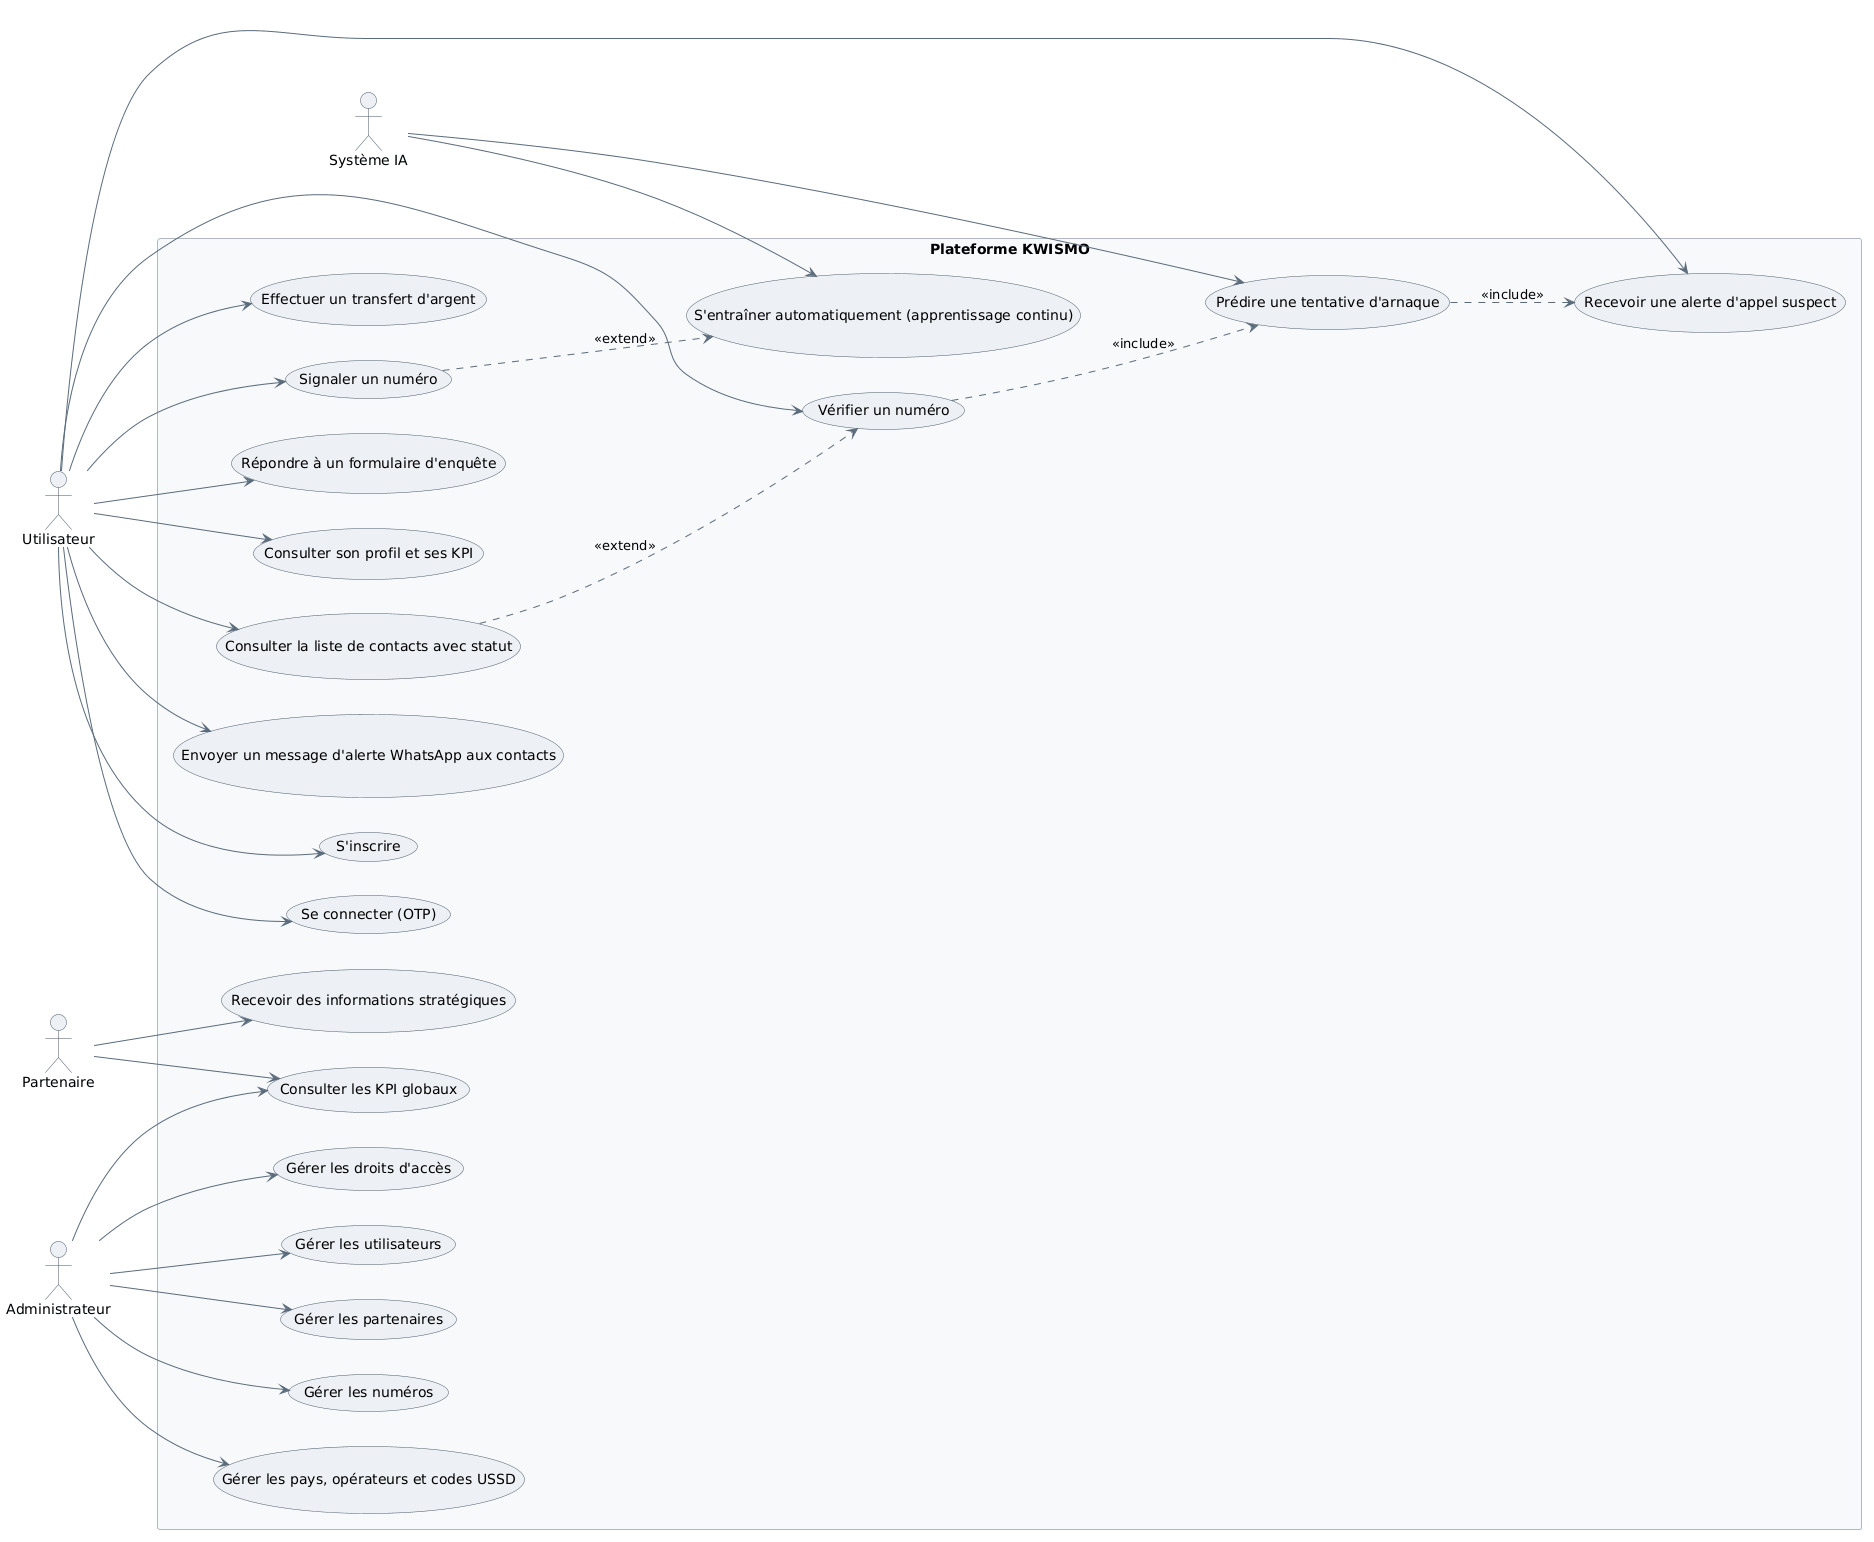 Système IA
Plateforme KWISMO
Effectuer un transfert d'argent
S'entraîner automatiquement (apprentissage continu)
Prédire une tentative d'arnaque
«include»
Recevoir une alerte d'appel suspect
«extend»
«include»
Signaler un numéro
Vérifier un numéro
Répondre à un formulaire d'enquête
Utilisateur
Consulter son profil et ses KPI
«extend»
Consulter la liste de contacts avec statut
Envoyer un message d'alerte WhatsApp aux contacts
S'inscrire
Se connecter (OTP)
Recevoir des informations stratégiques
Partenaire
Consulter les KPI globaux
Gérer les droits d'accès
Gérer les utilisateurs
Administrateur
Gérer les partenaires
Gérer les numéros
Gérer les pays, opérateurs et codes USSD